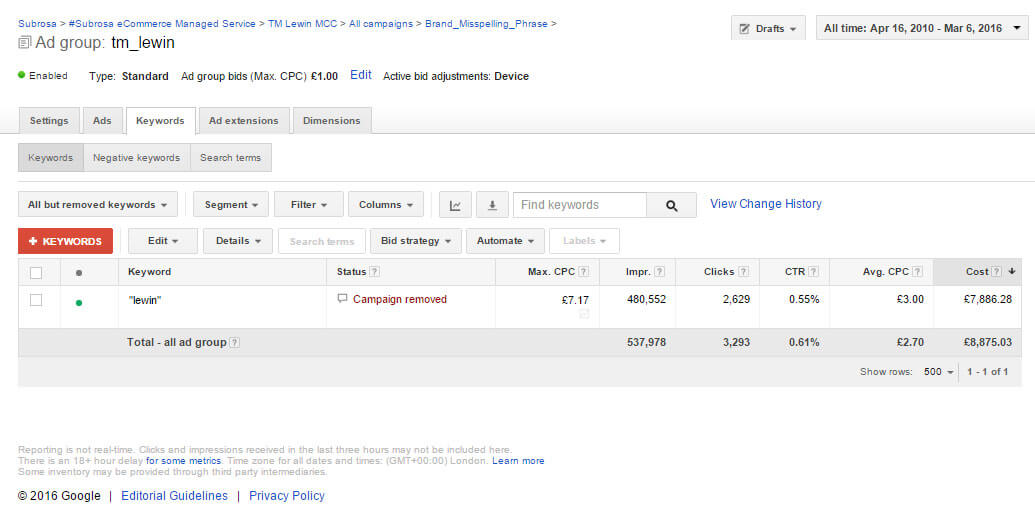 Subrosa > #Subrosa eCommerce Managed Service > TM Lewin MCC > All campaigns > Brand_Misspelling_Phrase >
Ad group: tm_lewin
Drafts
All time: Apr 16, 2010 - Mar 6, 2016
Enabled Type: Standard Ad group bids (Max. CPC) £1.00 Edit Active bid adjustments: Device
Settings Ads Keywords Ad extensions Dimensions
Keywords Negative keywords Search terms
All but removed keywords Segment Filter Columns Find keywords View Change History
+ KEYWORDS Edit Details Search terms Bid strategy Automate Labels
Keyword Status ? Max. CPC ? Impr. ? Clicks ? CTR ? Avg. CPC ? Cost ?
"lewin" Campaign removed £7.17 480,552 2,629 0.55% £3.00 £7,886.28
Total - all ad group ? 537,978 3,293 0.61% £2.70 £8,875.03
Show rows: 500 1 - 1 of 1
Reporting is not real-time. Clicks and impressions received in the last three hours may not be included here.
There is an 18+ hour delay for some metrics. Time zone for all dates and times: (GMT+00:00) London. Learn more
Some inventory may be provided through third party intermediaries.
© 2016 Google | Editorial Guidelines | Privacy Policy